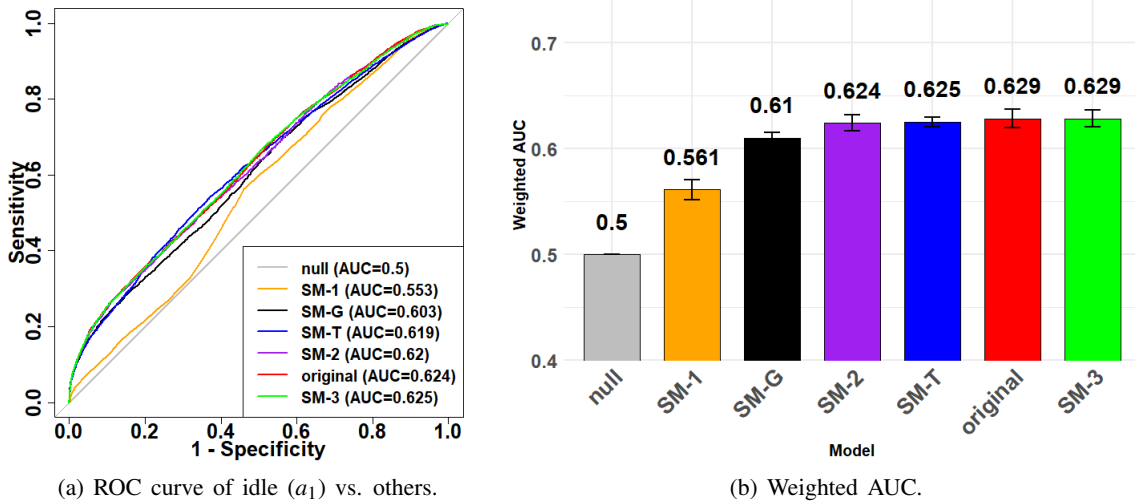 Sensitivity
1.0
0.8
0.6
0.4
0.2
0.0
null (AUC=0.5)
SM-1 (AUC=0.553)
SM-G (AUC=0.603)
SM-T (AUC=0.619)
SM-2 (AUC=0.62)
original (AUC=0.624)
SM-3 (AUC=0.625)
0.0 0.2 0.4 0.6 0.8 1.0
1 - Specificity
(a) ROC curve of idle (a1) vs. others.
Weighted AUC
0.7
0.6
0.5
0.4
0.5
0.561
0.61
0.624
0.625
0.629
0.629
null
SM-1
SM-G
SM-2
SM-T
original
SM-3
Model
(b) Weighted AUC.